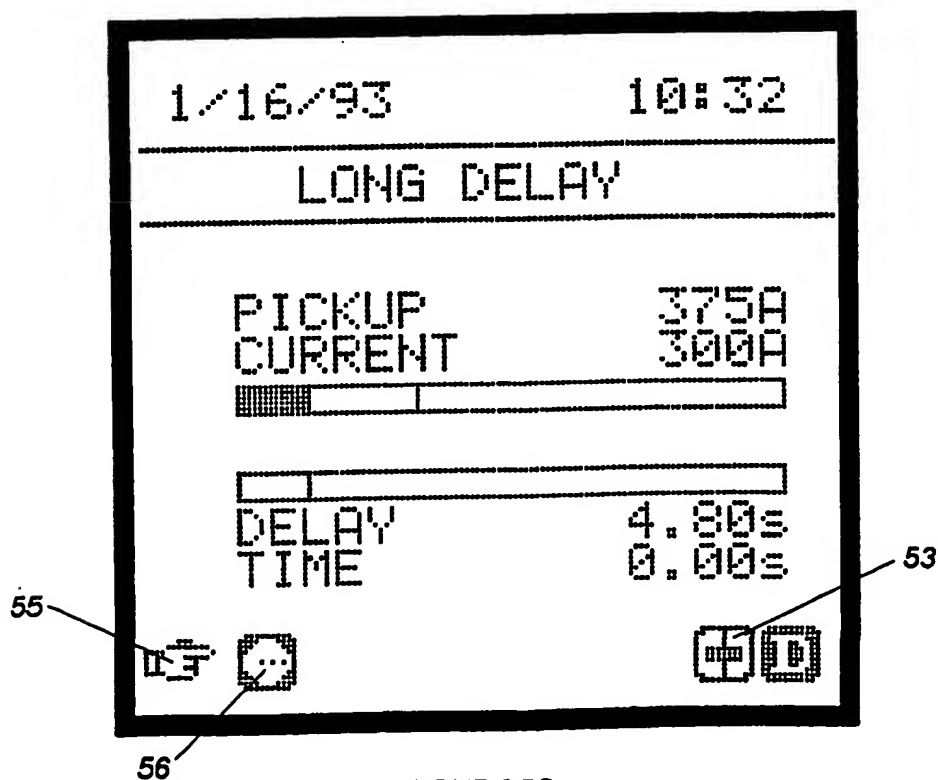 1/16/93 10:32
LONG DELAY
PICKUP 375A
CURRENT 300A
DELAY 4.80s
TIME 0.00s
55
53
...
D
56